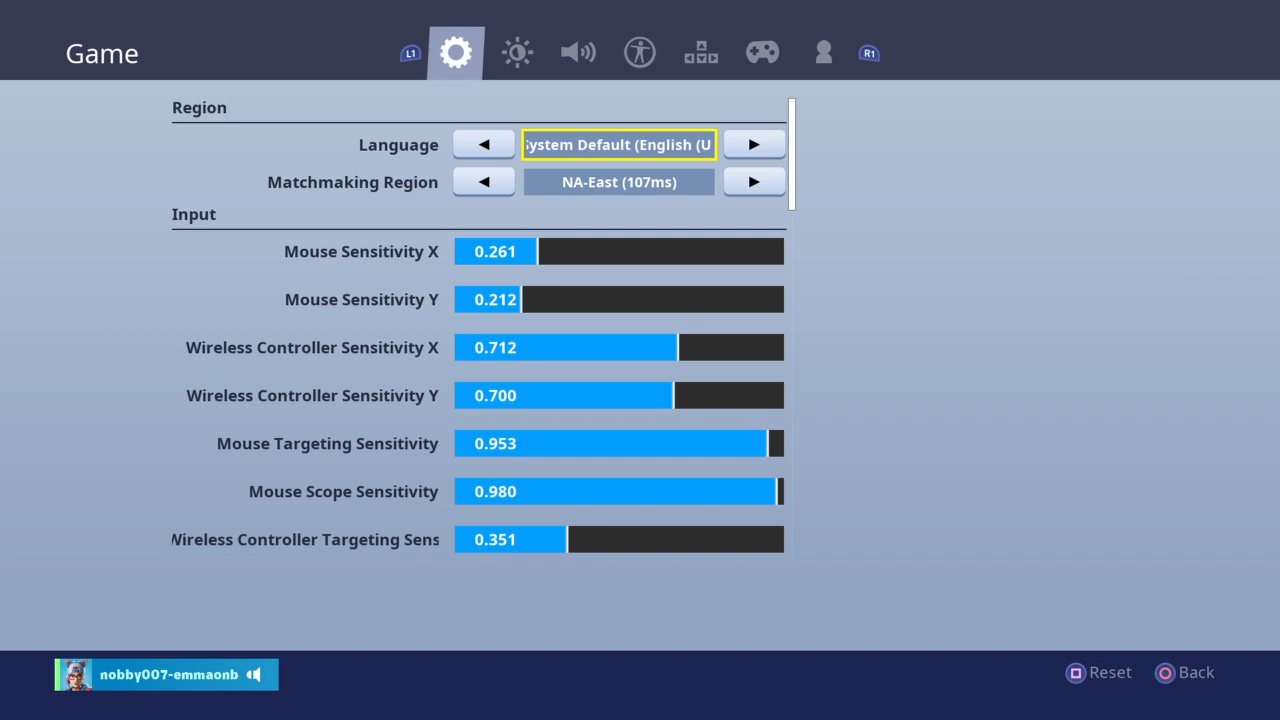 Game
L1
R1
Region
Language
System Default (English (U
Matchmaking Region
NA-East (107ms)
Input
Mouse Sensitivity X
0.261
Mouse Sensitivity Y
0.212
Wireless Controller Sensitivity X
0.712
Wireless Controller Sensitivity Y
0.700
Mouse Targeting Sensitivity
0.953
Mouse Scope Sensitivity
0.980
Wireless Controller Targeting Sens
0.351
nobby007-emmaonb
Reset
Back